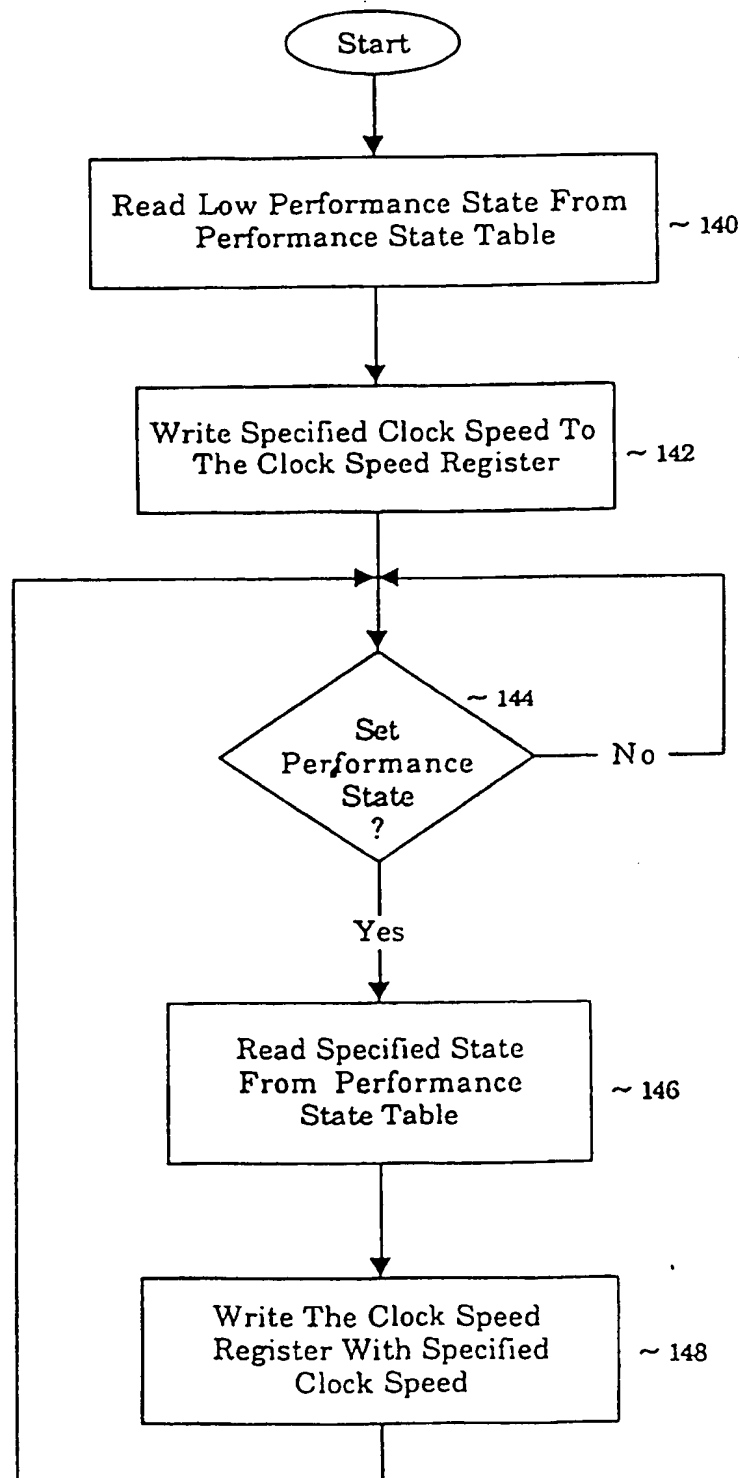 Start
Read Low Performance State From
Performance State Table
~ 140
Write Specified Clock Speed To
The Clock Speed Register
~ 142
~ 144
Set
Performance
State
?
No
Yes
Read Specified State
From Performance
State Table
~ 146
Write The Clock Speed
Register With Specified
Clock Speed
~ 148